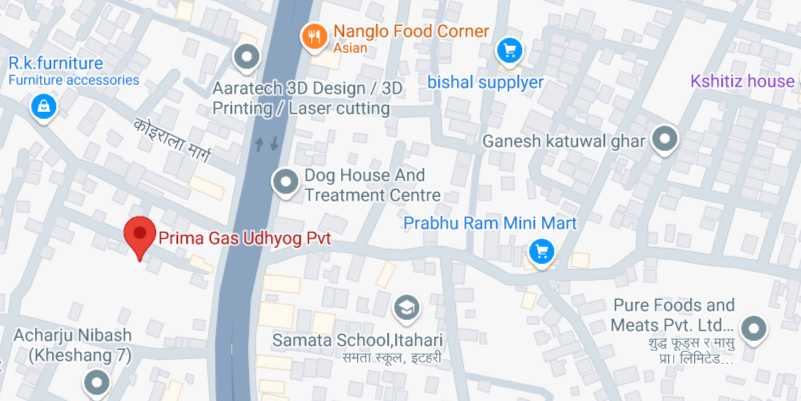 Nanglo Food Corner
Asian
R.k.furniture
Furniture accessories
bishal supplyer
Kshitiz house
Aaratech 3D Design / 3D
Printing / Laser cutting
कोइराला मार्ग
Ganesh katuwal ghar
Dog House And
Treatment Centre
Prabhu Ram Mini Mart
Prima Gas Udhyog Pvt
Pure Foods and
Meats Pvt. Ltd...
शुद्ध फूड्स र मासु
प्रा। लिमिटेड...
Samata School,Itahari
समता स्कूल, इटहरी
Acharju Nibash
(Kheshang 7)